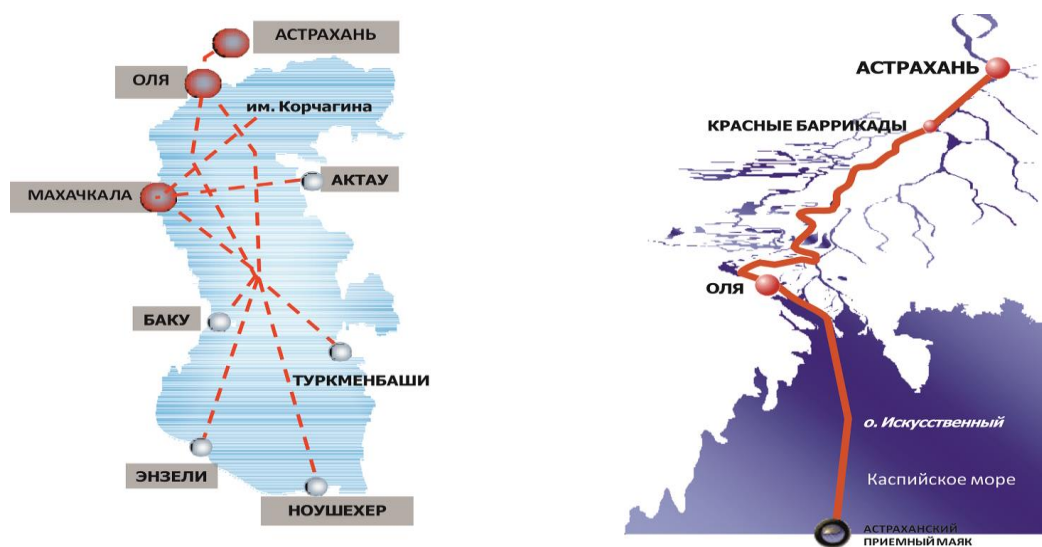 АСТРАХАНЬ
ОЛЯ
им. Корчагина
МАХАЧКАЛА
АКТАУ
БАКУ
ТУРКМЕНБАШИ
ЭНЗЕЛИ
НОУШЕХЕР
АСТРАХАНЬ
КРАСНЫЕ БАРРИКАДЫ
ОЛЯ
о. Искусственный
Каспийское море
АСТРАХАНСКИЙ
ПРИЕМНЫЙ МАЯК